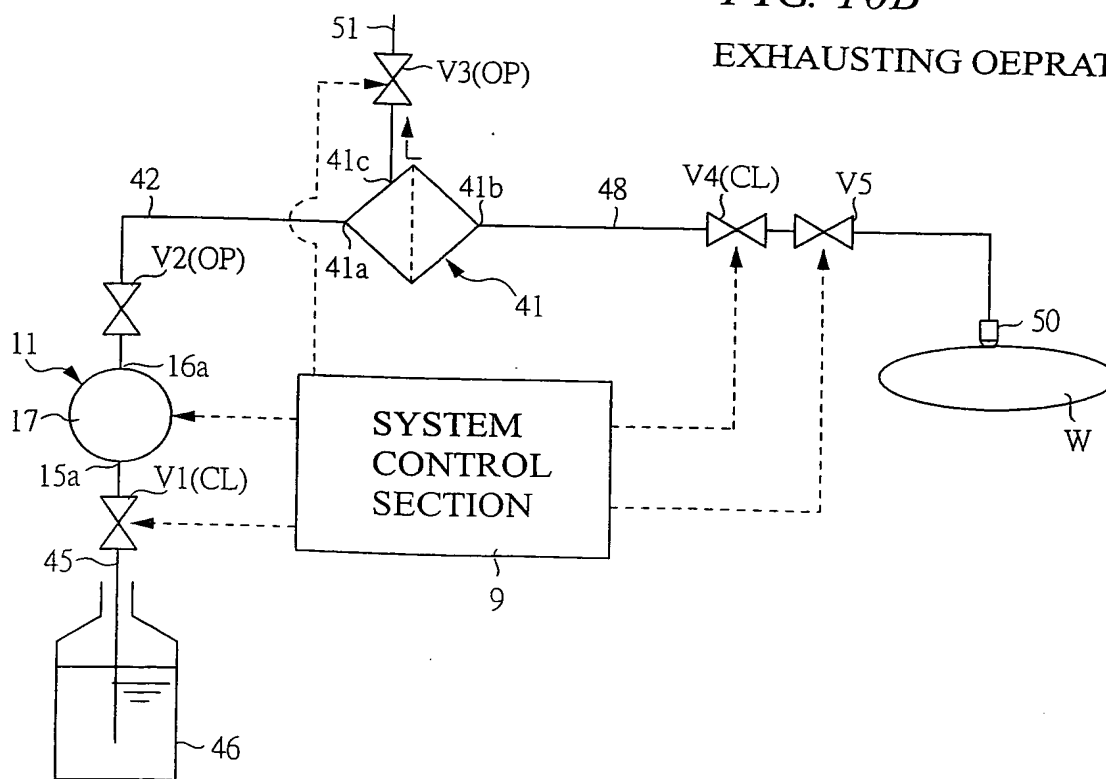 FIG. 10B
EXHAUSTING OEPRAT
51
V3(OP)
41c
42
41b
48
V4(CL)
V5
41a
41
V2(OP)
50
11
16a
17
W
15a
V1(CL)
SYSTEM
CONTROL
SECTION
45
9
46